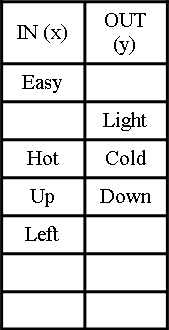 IN (x) OUT (y)
Easy
Light
Hot Cold
Up Down
Left